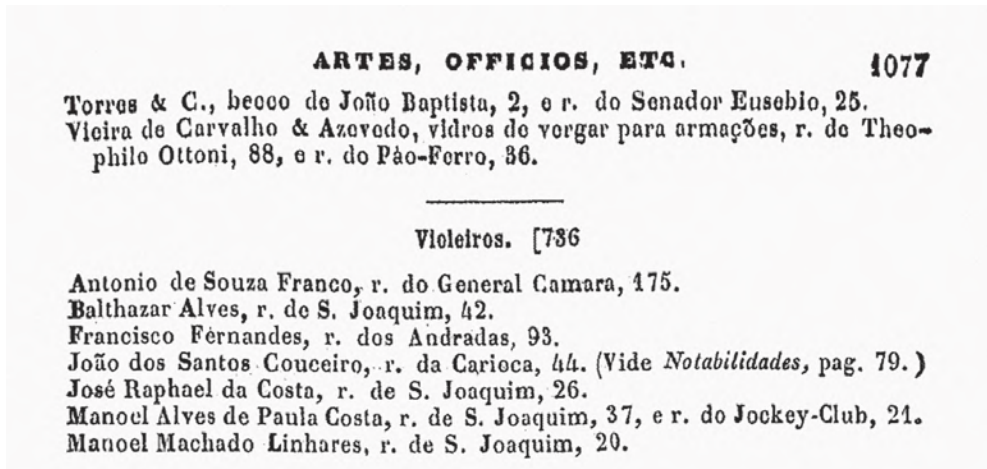 ARTES, OFFICIOS, ETC. 1077
Torres & C., becco de João Baptista, 2, e r. do Senador Eusebio, 25.
Vieira de Carvalho & Azevedo, vidros de vergar para armações, r. de Theo-
philo Ottoni, 88, e r. do Páo-Ferro, 36.
Violeiros. [736
Antonio de Souza Franco, r. do General Camara, 175.
Balthazar Alves, r. de S. Joaquim, 42.
Francisco Fernandes, r. dos Andradas, 93.
João dos Santos Couceiro, r. da Carioca, 44. (Vide Notabilidades, pag. 79.)
José Raphael da Costa, r. de S. Joaquim, 26.
Manoel Alves de Paula Costa, r. de S. Joaquim, 37, e r. do Jockey-Club, 21.
Manoel Machado Linhares, r. de S. Joaquim, 20.